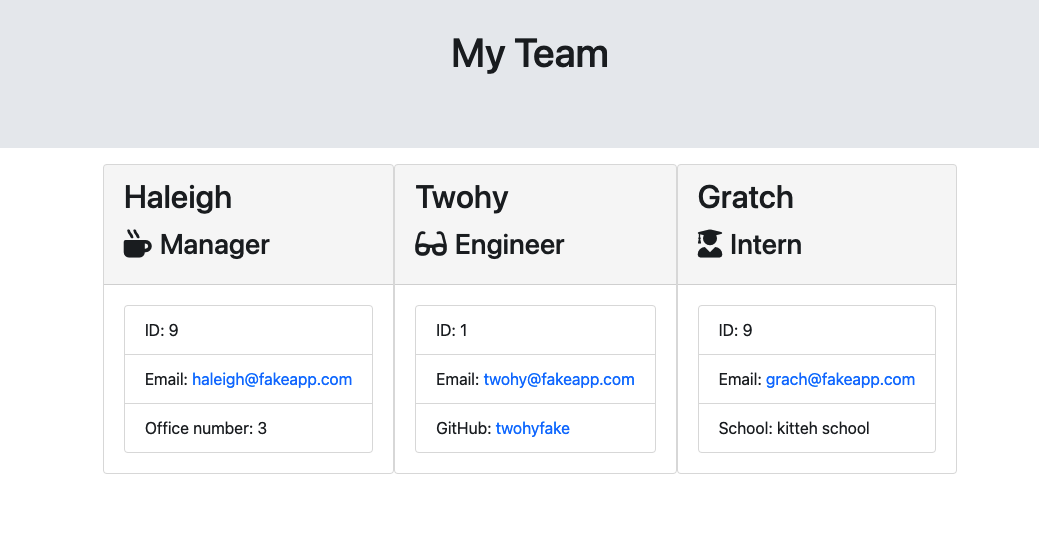 My Team
Haleigh
Manager
ID: 9
Email: haleigh@fakeapp.com
Office number: 3
Twohy
Engineer
ID: 1
Email: twohy@fakeapp.com
GitHub: twohyfake
Gratch
Intern
ID: 9
Email: grach@fakeapp.com
School: kitteh school